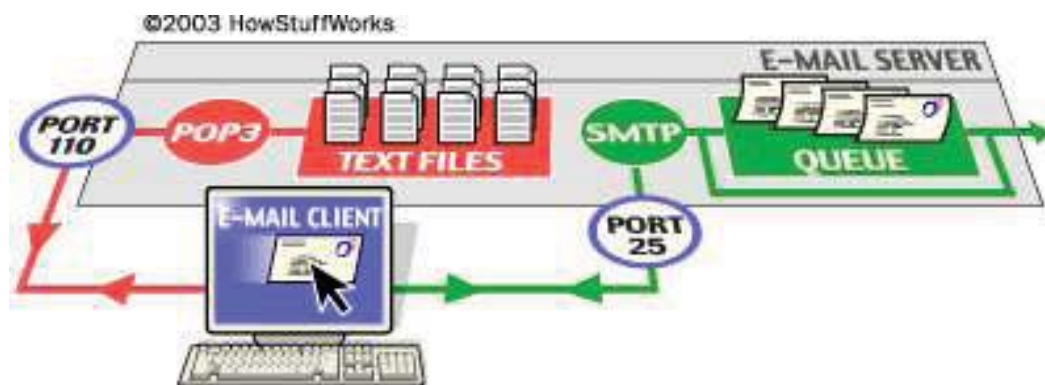 ©2003 HowStuffWorks
E-MAIL SERVER
PORT
110
POP3
TEXT FILES
SMTP
QUEUE
E-MAIL CLIENT
PORT
25